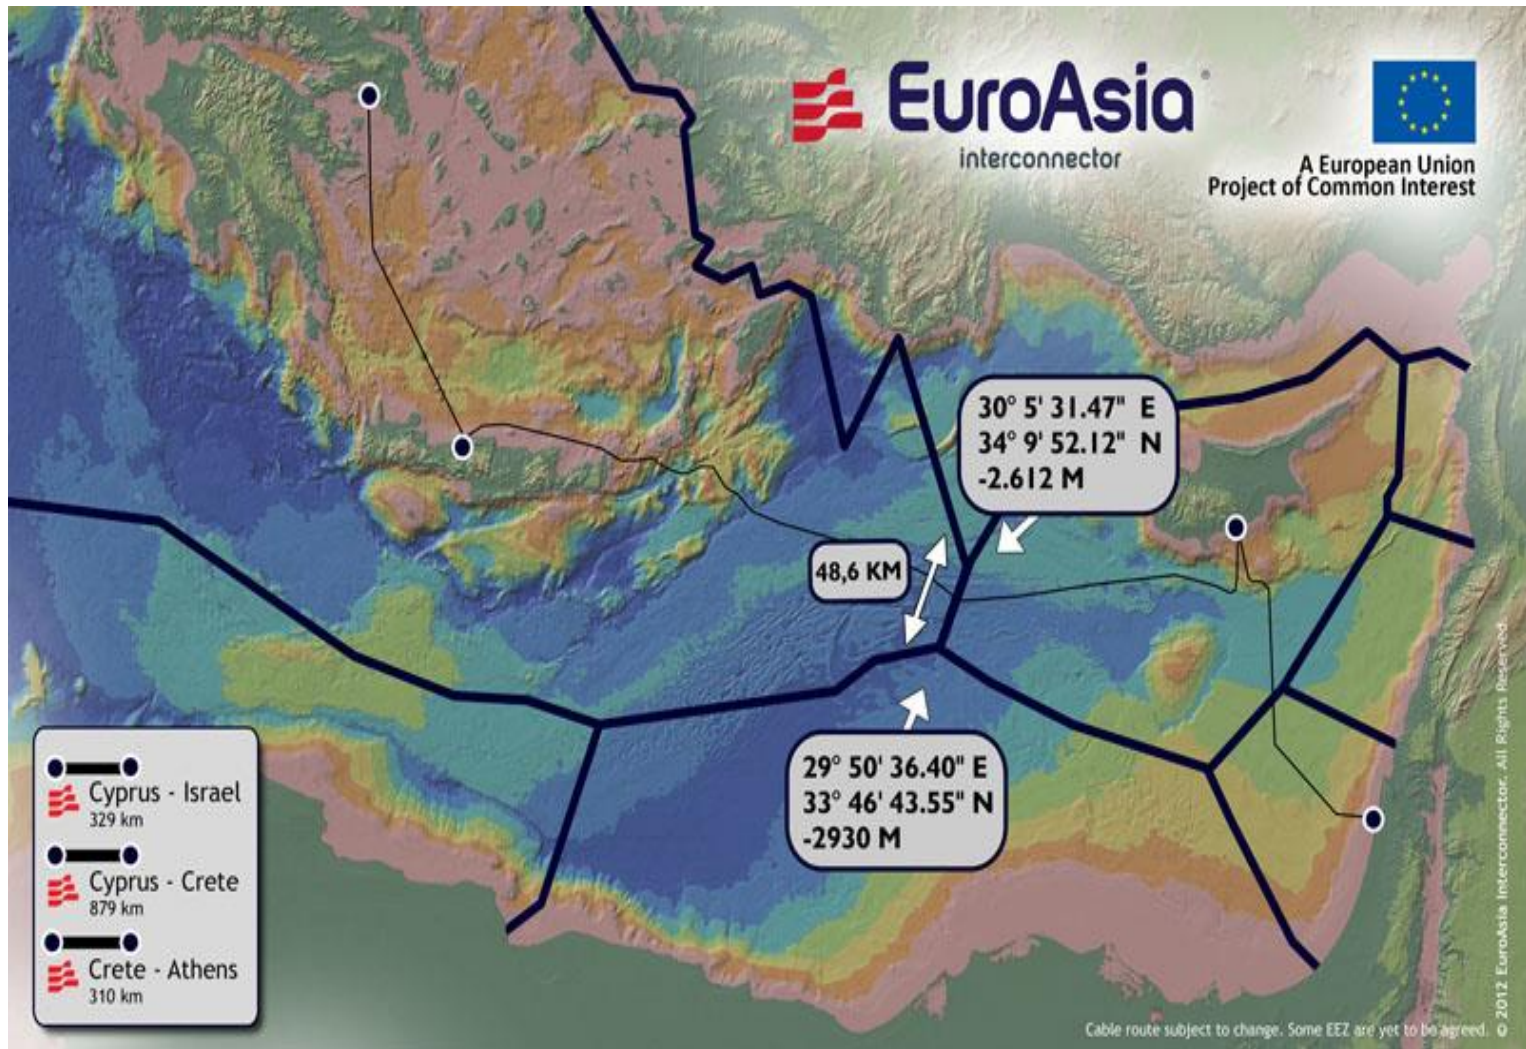 EuroAsia®
interconnector
A European Union
Project of Common Interest
30° 5' 31.47" E
34° 9' 52.12" N
-2.612 M
48,6 KM
29° 50' 36.40" E
33° 46' 43.55" N
-2930 M
Cyprus - Israel
329 km
Cyprus - Crete
879 km
Crete - Athens
310 km
Cable route subject to change. Some EEZ are yet to be agreed.
© 2012 EuroAsia Interconnector. All Rights Reserved.